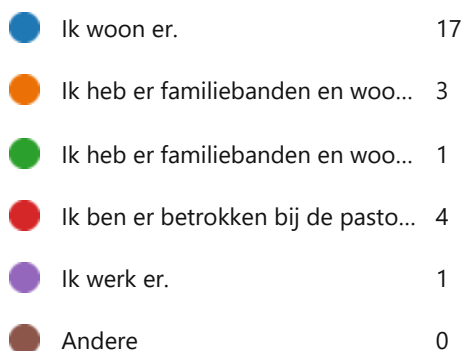 Ik woon er. 17
Ik heb er familiebanden en woo... 3
Ik heb er familiebanden en woo... 1
Ik ben er betrokken bij de pasto... 4
Ik werk er. 1
Andere 0